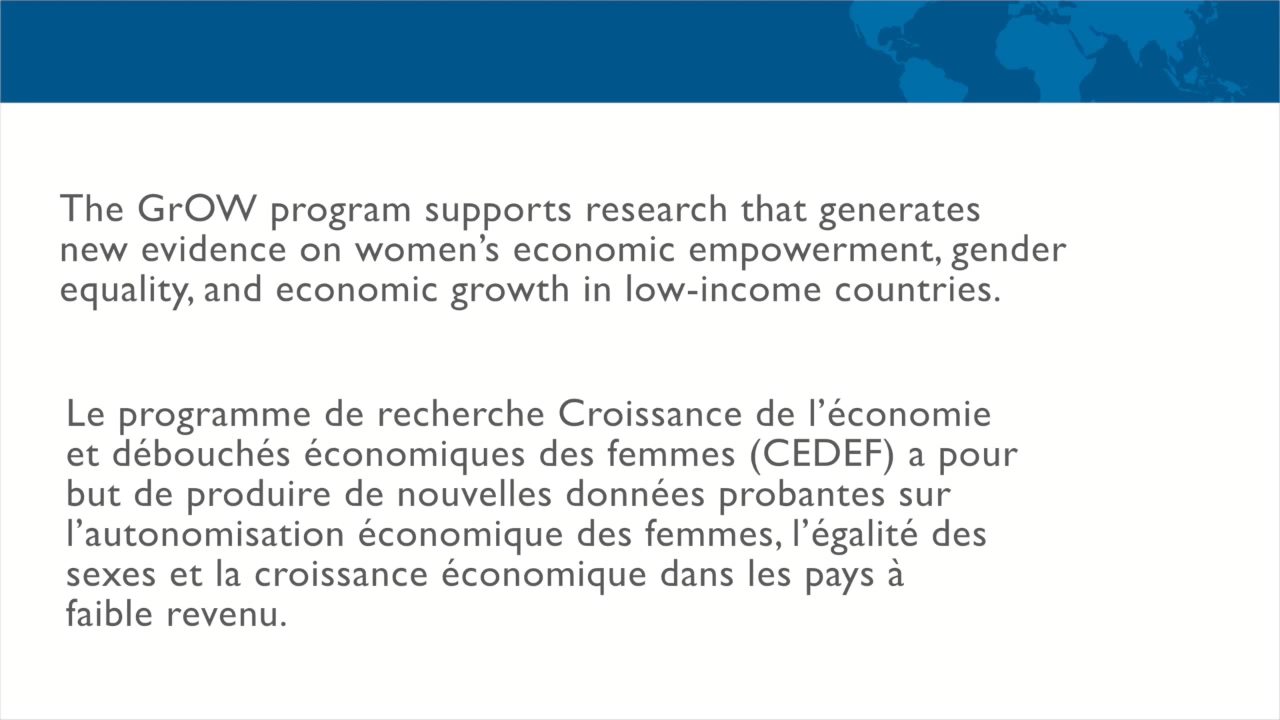 The GrOW program supports research that generates
new evidence on women’s economic empowerment, gender
equality, and economic growth in low-income countries.
Le programme de recherche Croissance de l’économie
et débouchés économiques des femmes (CEDEF) a pour
but de produire de nouvelles données probantes sur
l’autonomisation économique des femmes, l’égalité des
sexes et la croissance économique dans les pays à
faible revenu.